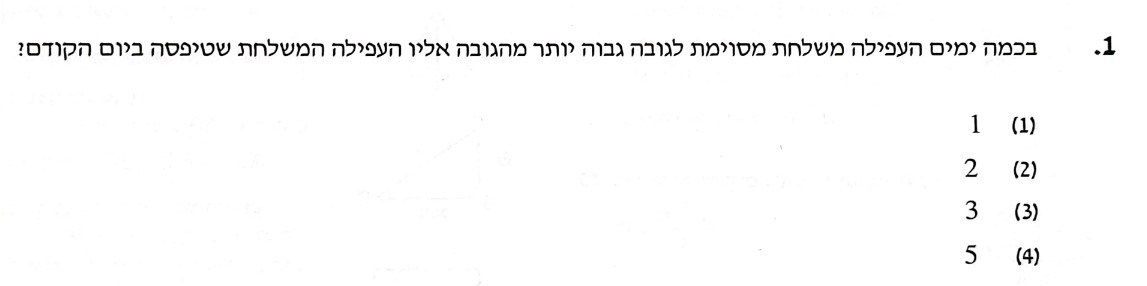 1. בכמה ימים העפילה משלחת מסוימת לגובה גבוה יותר מהגובה אליו העפילה המשלחת שטיפסה ביום הקודם?
(1) 1
(2) 2
(3) 3
(4) 5